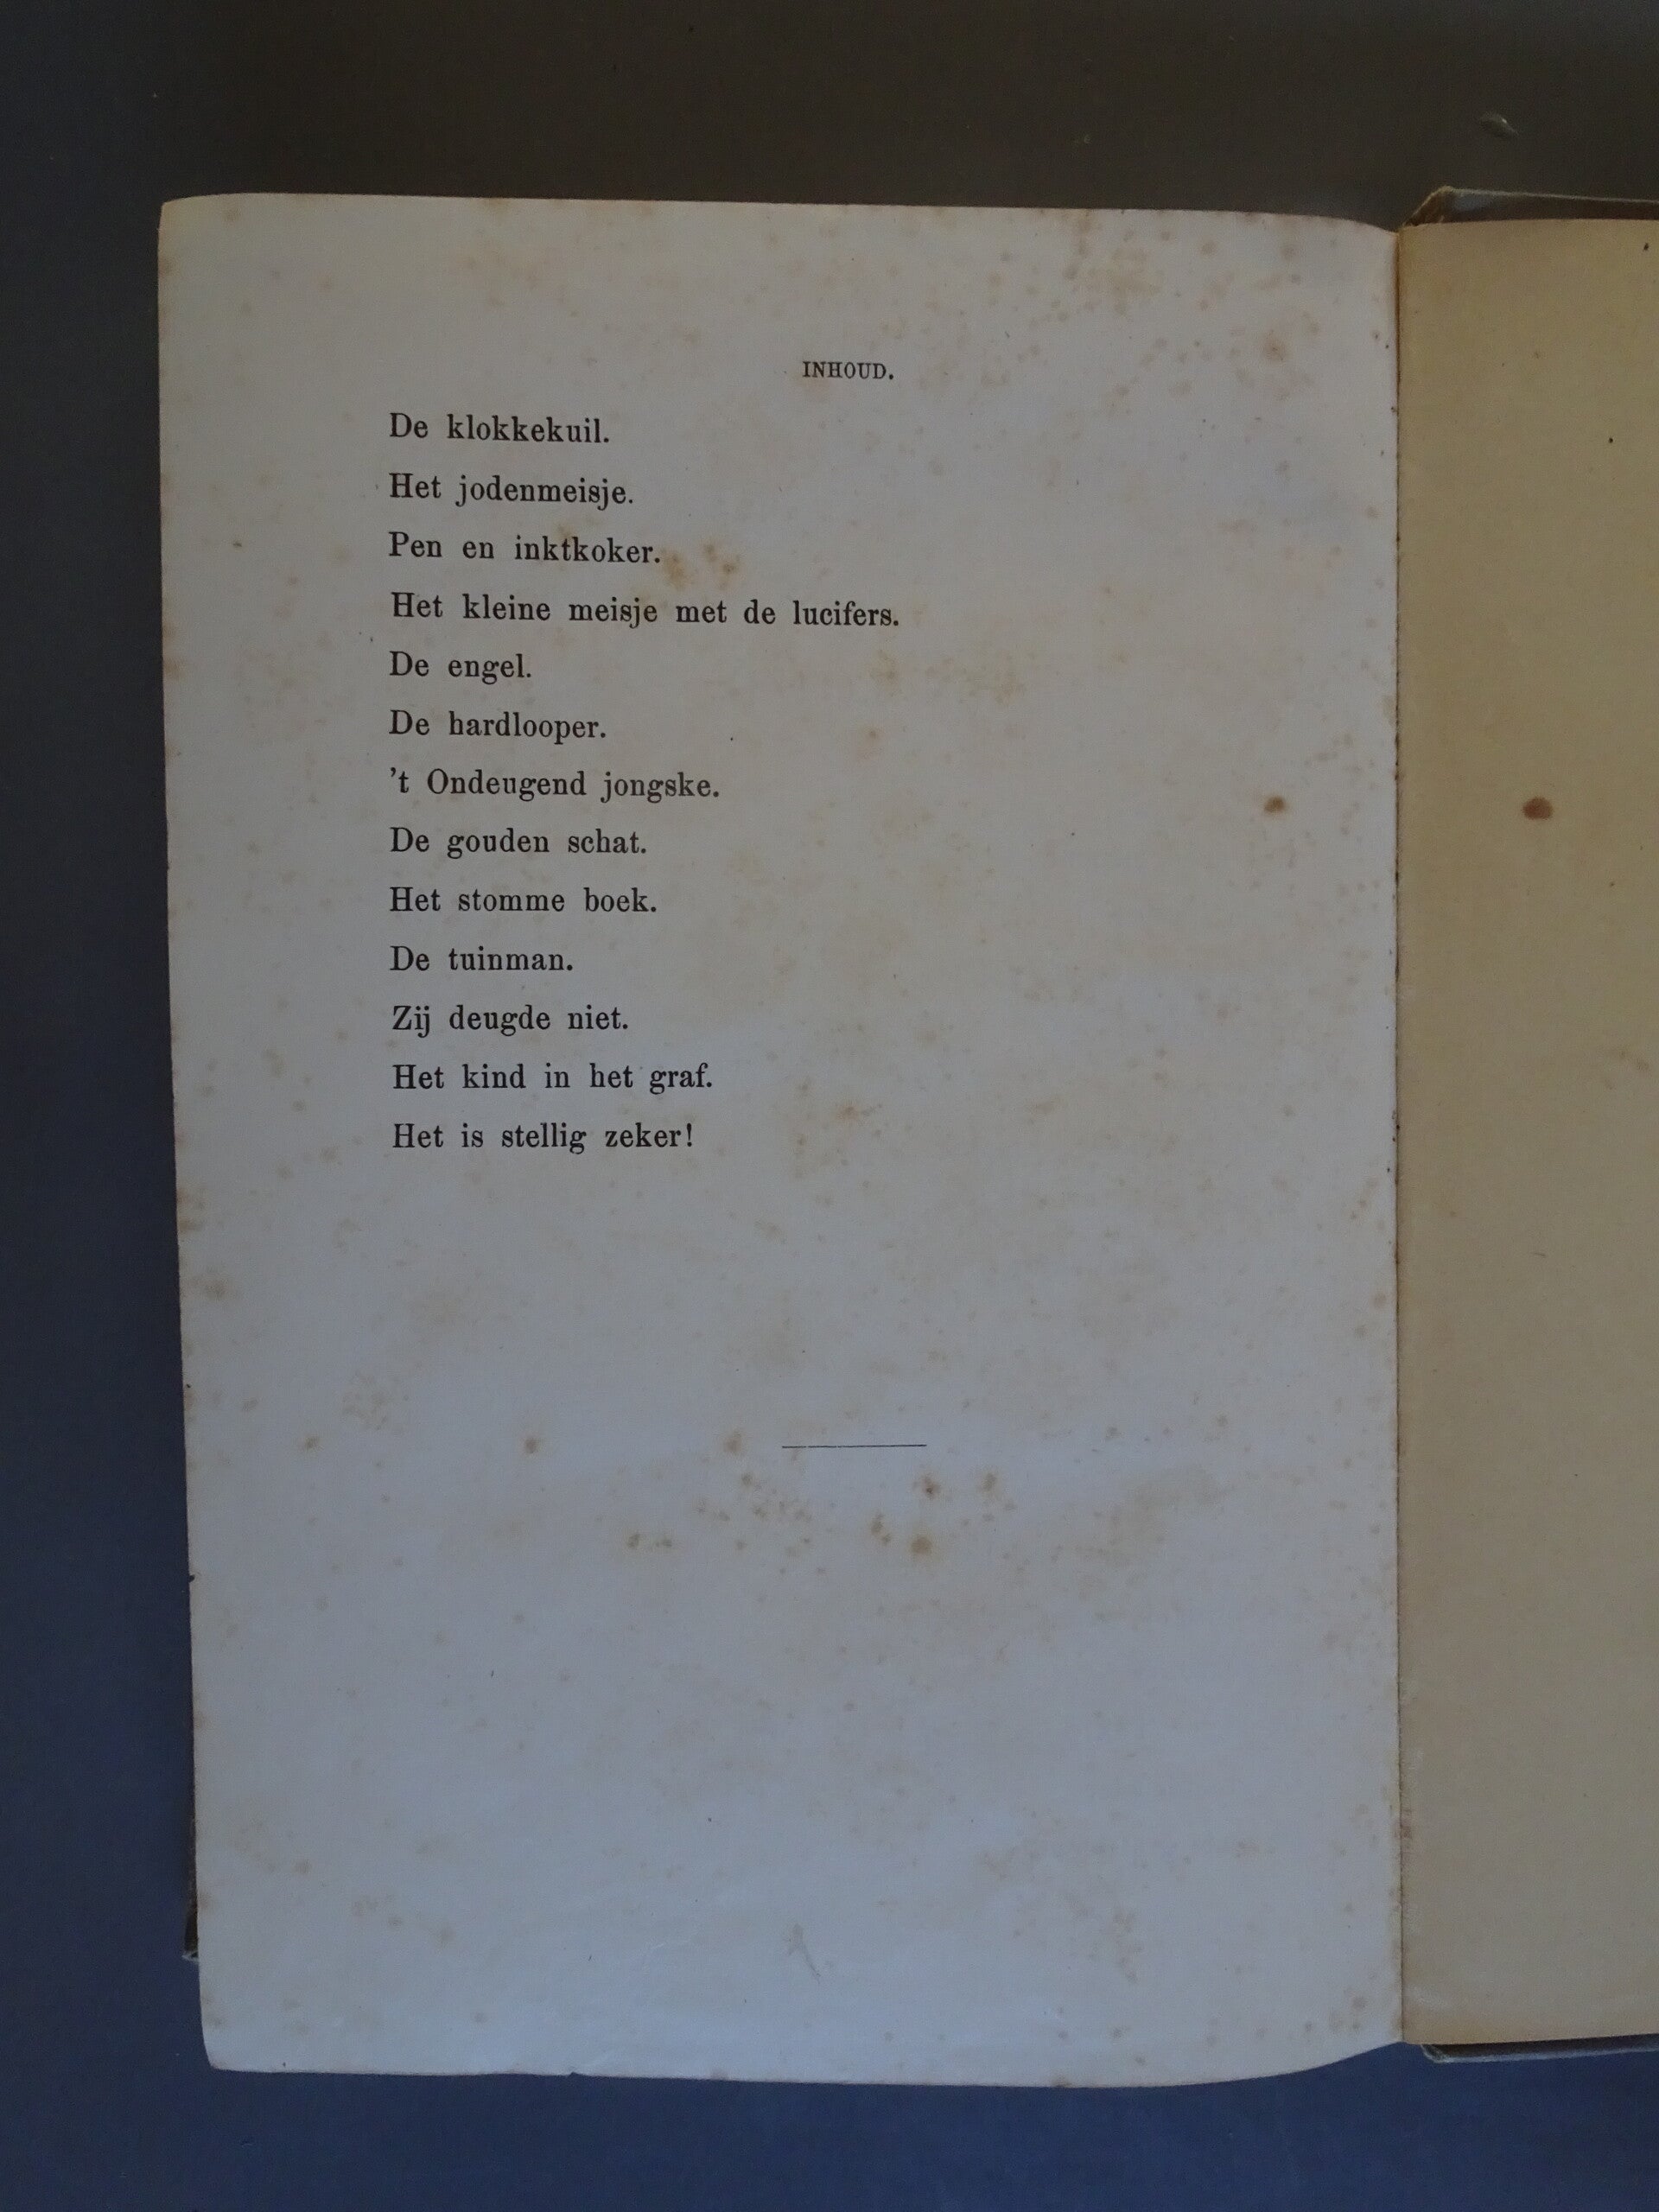 INHOUD.
De klokkekuil.
Het jodenmeisje.
Pen en inktkoker.
Het kleine meisje met de lucifers.
De engel.
De hardlooper.
't Ondeugend jongske.
De gouden schat.
Het stomme boek.
De tuinman.
Zij deugde niet.
Het kind in het graf.
Het is stellig zeker!